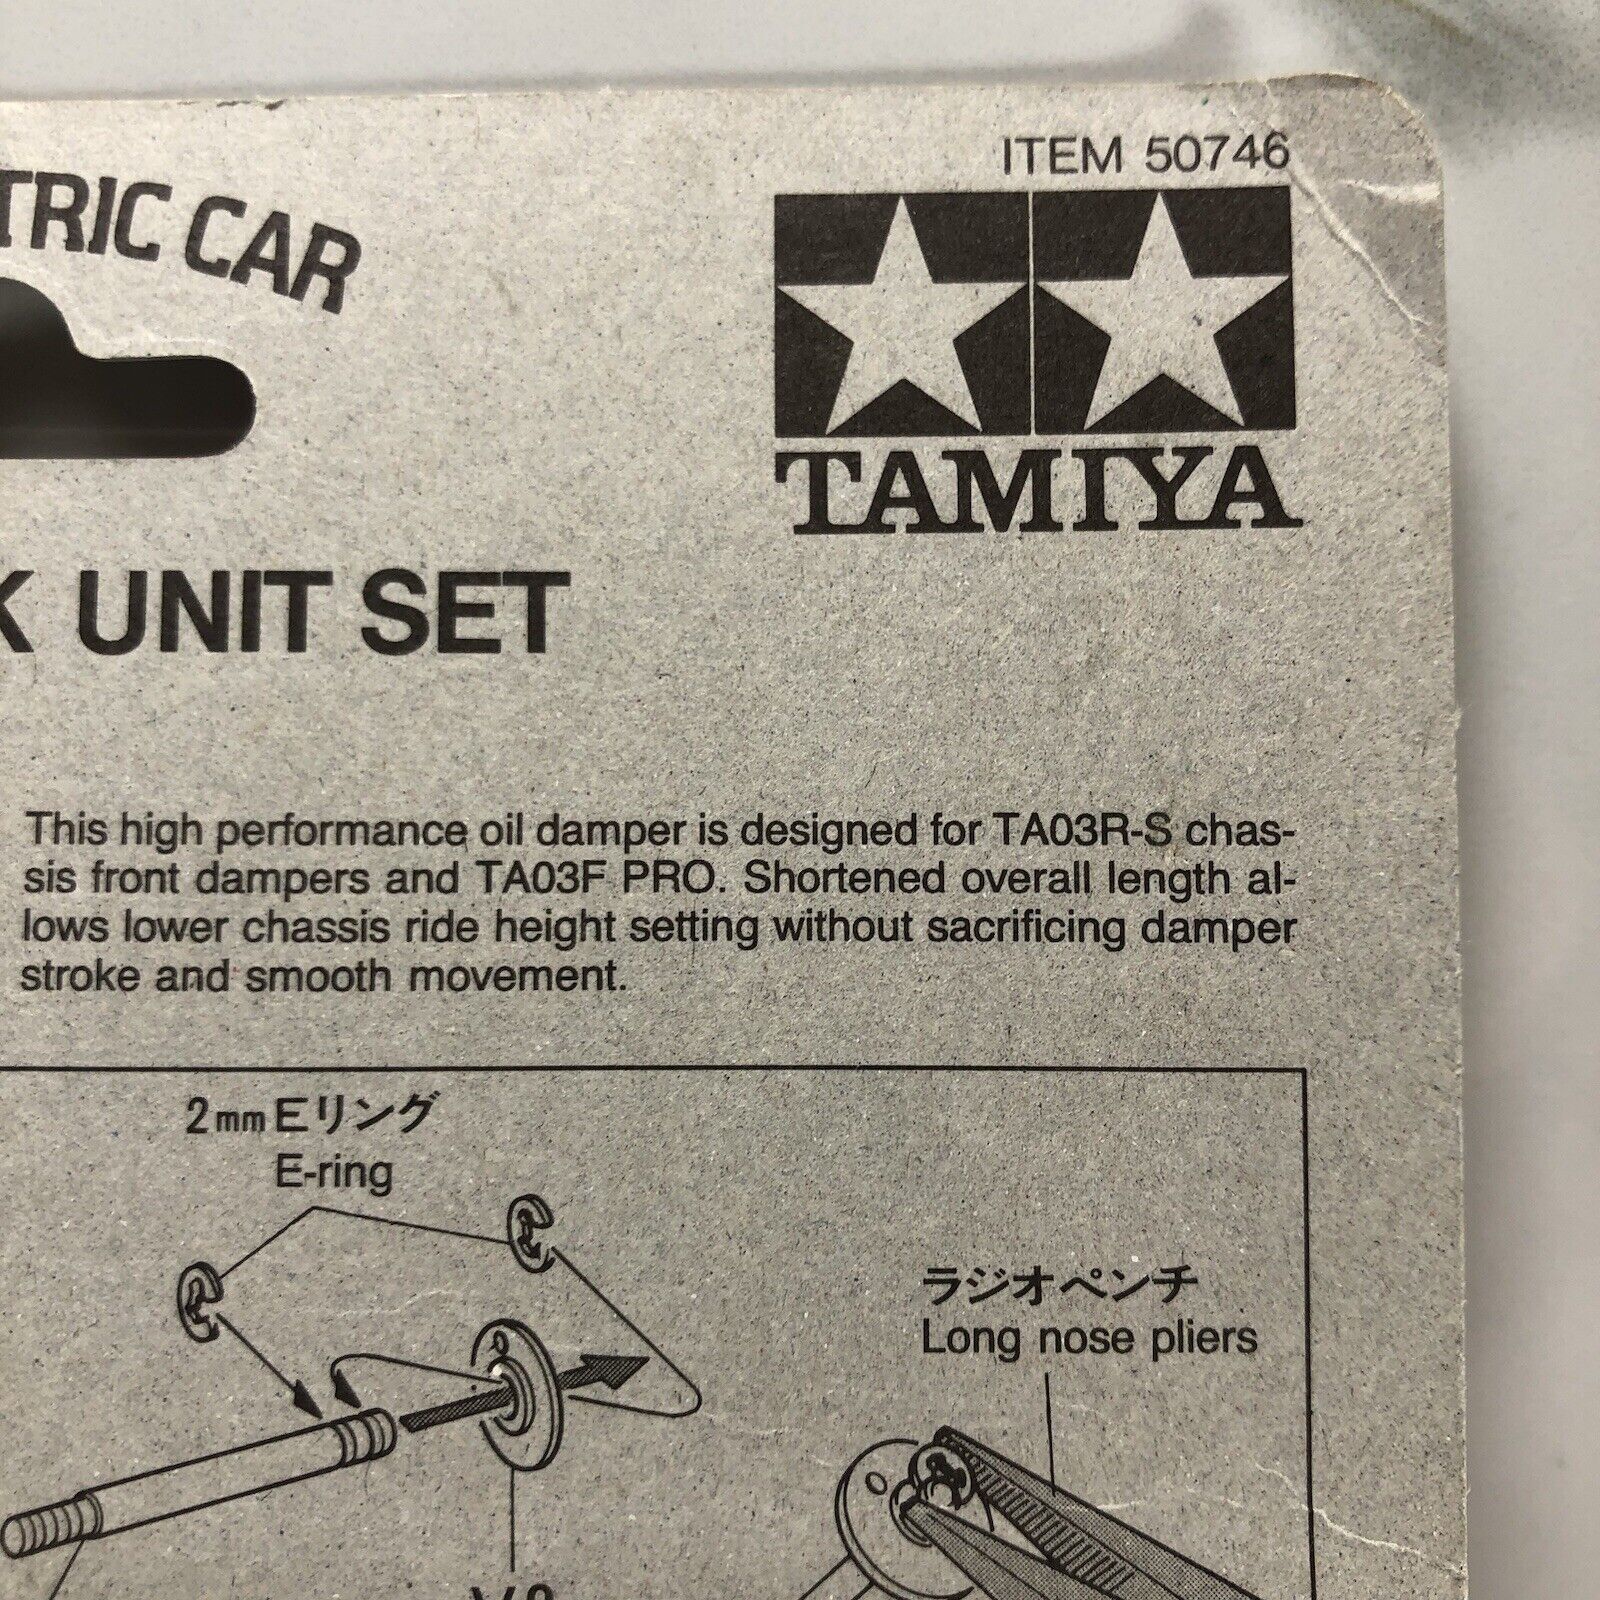 ITEM 50746
TRIC CAR
TAMIYA
K UNIT SET
This high performance oil damper is designed for TA03R-S chas-
sis front dampers and TA03F PRO. Shortened overall length al-
lows lower chassis ride height setting without sacrificing damper
stroke and smooth movement.
2mmEリング
E-ring
ラジオペンチ
Long nose pliers